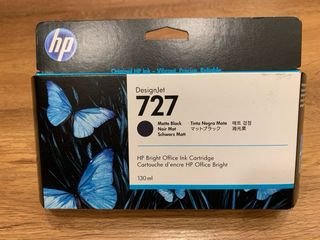 hp
Original HP Ink - Vibrant, Precise, Reliable
DesignJet
727
Matte Black Tinta Negra Mate 매트 검정
Noir Mat マットブラック 消光黑
Schwarz Matt
HP Bright Office Ink Cartridge
Cartouche d'encre HP Office Bright
130 ml